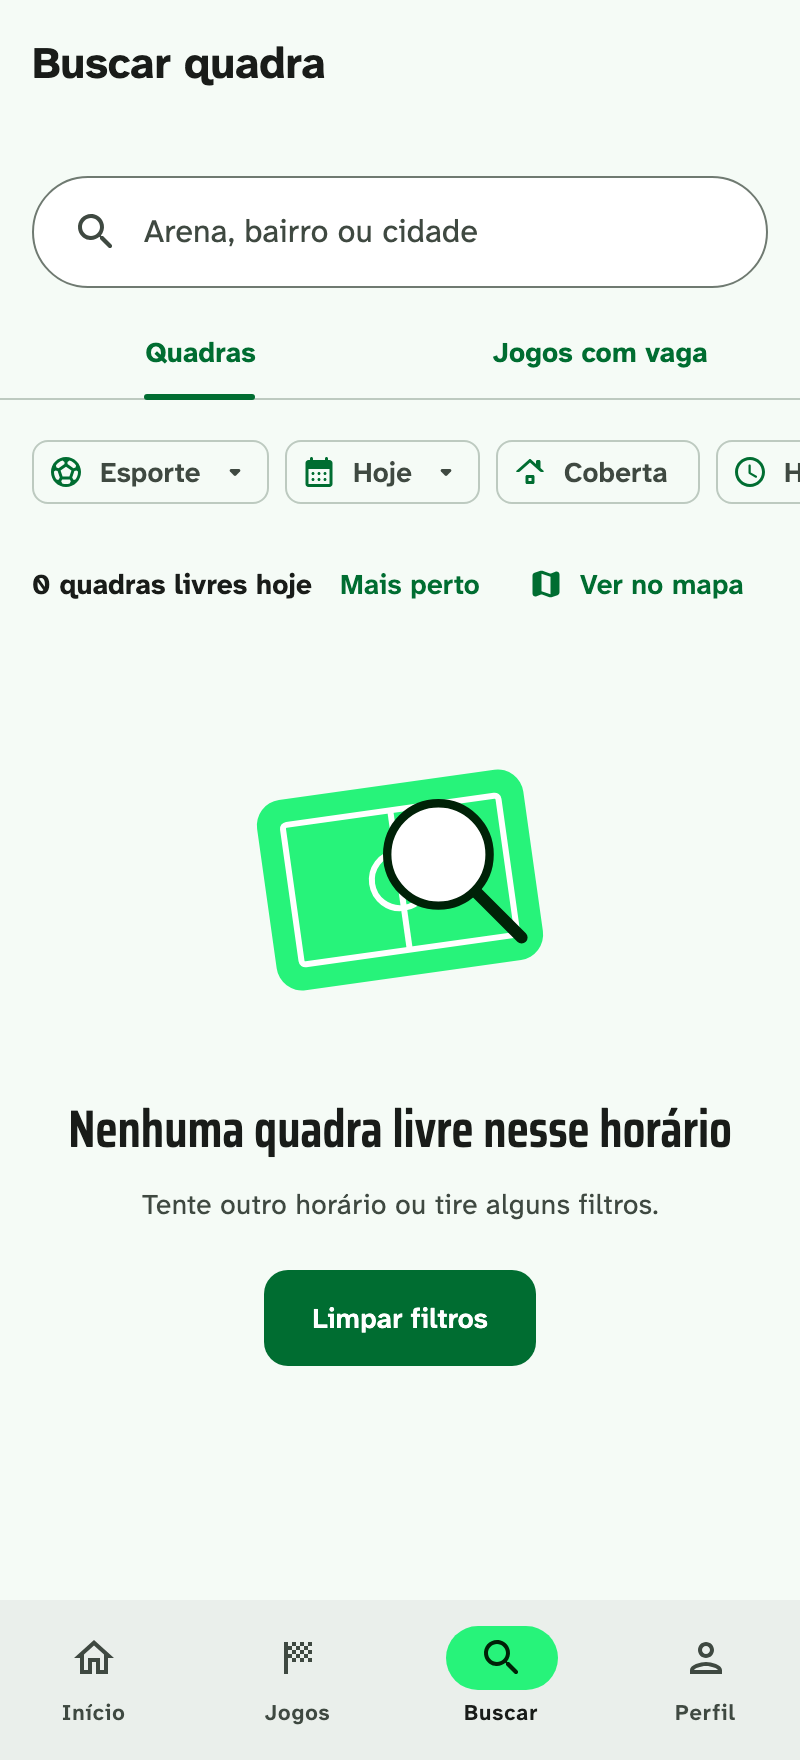 Buscar quadra
Arena, bairro ou cidade
Quadras Jogos com vaga
Esporte Hoje Coberta H
0 quadras livres hoje Mais perto Ver no mapa
Nenhuma quadra livre nesse horário
Tente outro horário ou tire alguns filtros.
Limpar filtros
Início Jogos Buscar Perfil